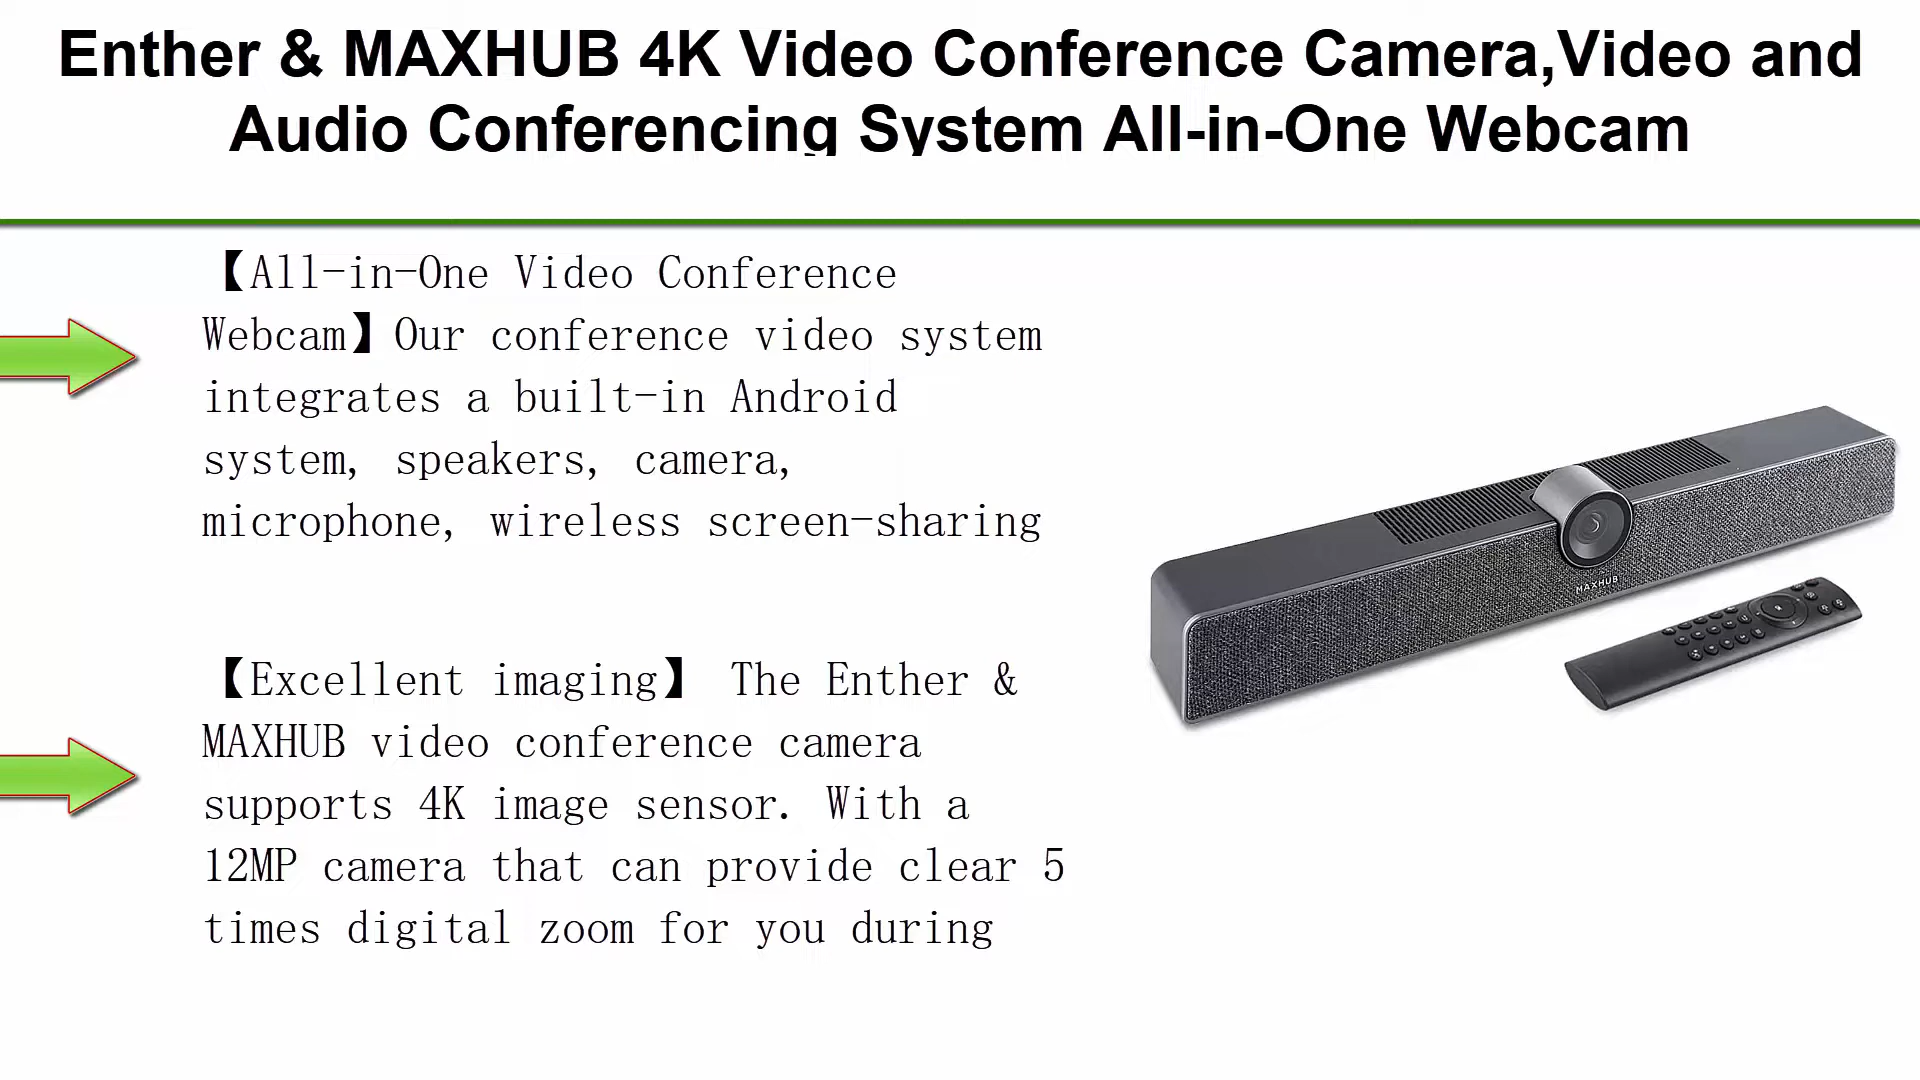 Enther & MAXHUB 4K Video Conference Camera,Video and
Audio Conferencing System All-in-One Webcam
【All-in-One Video Conference
Webcam】Our conference video system
integrates a built-in Android
system, speakers, camera,
microphone, wireless screen-sharing
【Excellent imaging】 The Enther &
MAXHUB video conference camera
supports 4K image sensor. With a
12MP camera that can provide clear 5
times digital zoom for you during
MAXHUB